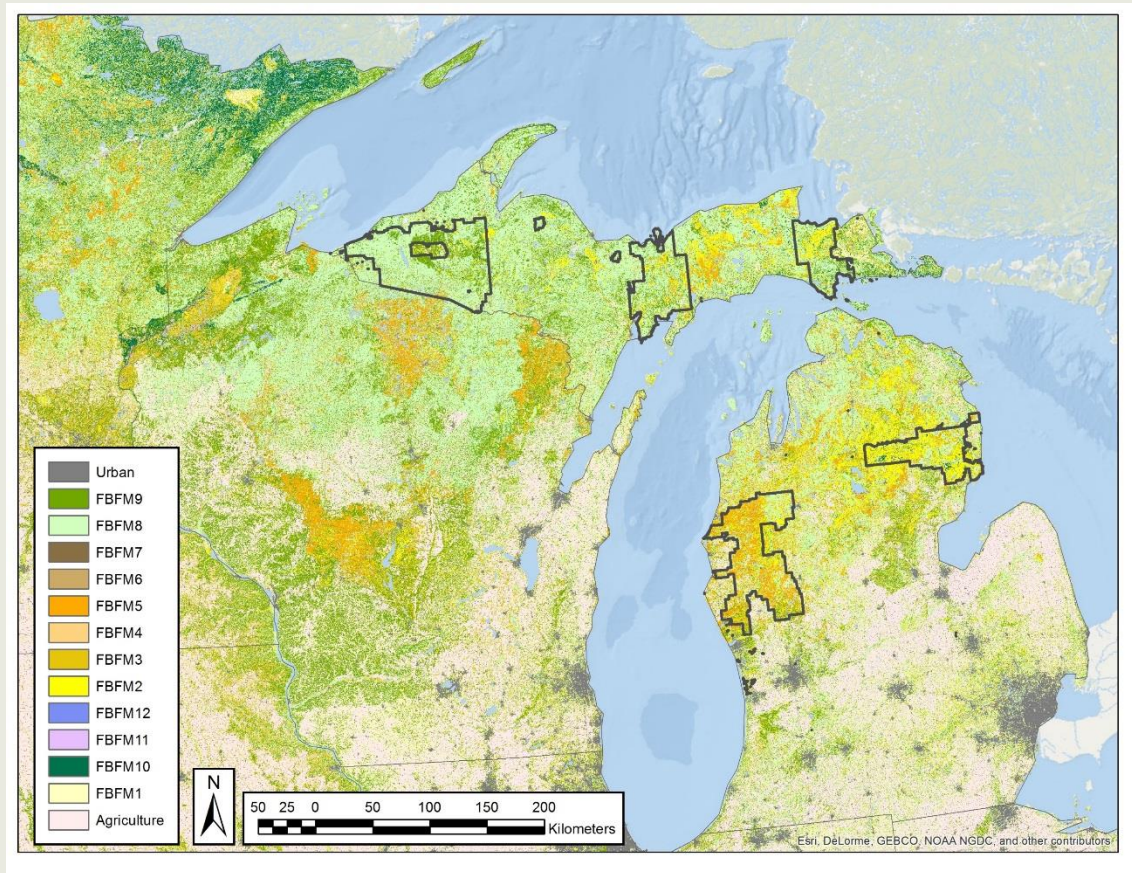 Urban
FBFM9
FBFM8
FBFM7
FBFM6
FBFM5
FBFM4
FBFM3
FBFM2
FBFM12
FBFM11
FBFM10
FBFM1
Agriculture
N
50 25 0 50 100 150 200
Kilometers
Esri, DeLorme, GEBCO, NOAA NGDC, and other contributors